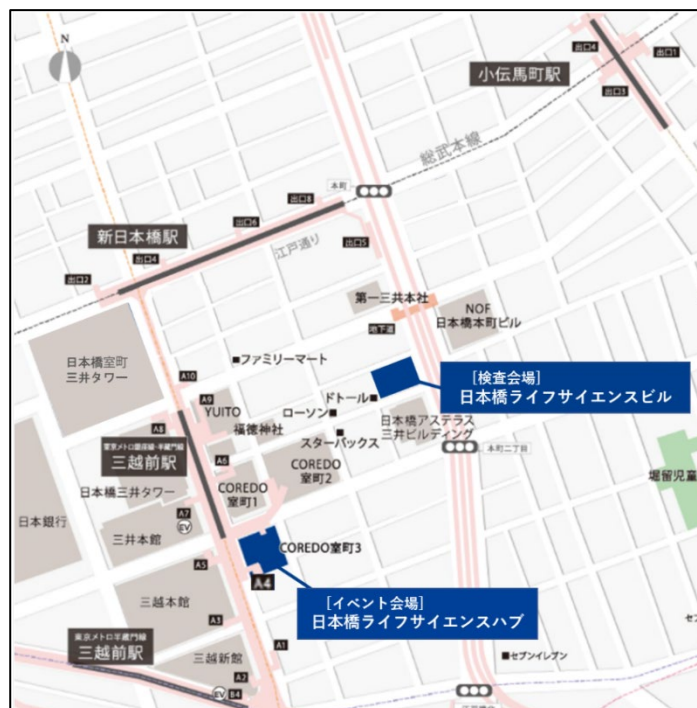 N
出口4
出口1
小伝馬町駅
出口3
総武本線
本町
出口8
出口6
新日本橋駅
出口4
江戸通り
出口5
出口2
第一三共本社
NOF
日本橋本町ビル
地下道
日本橋室町
三井タワー
ファミリーマート
A10
[検査会場]
日本橋ライフサイエンスビル
ドトール
A9
YUITO
ローソン
福徳神社
スターバックス
日本橋アステラス
三井ビルディング
本町二丁目
A8
東京メトロ銀座線・半蔵門線
三越前駅
A6
COREDO
室町2
日本橋三井タワー
COREDO
室町1
堀留児童
日本銀行
A7
EV
三井本館
COREDO室町3
A5
A4
三越本館
[イベント会場]
日本橋ライフサイエンスハブ
A3
東京メトロ半蔵門線
三越前駅
A1
三越新館
セブンイレブン
A2
EV
B4